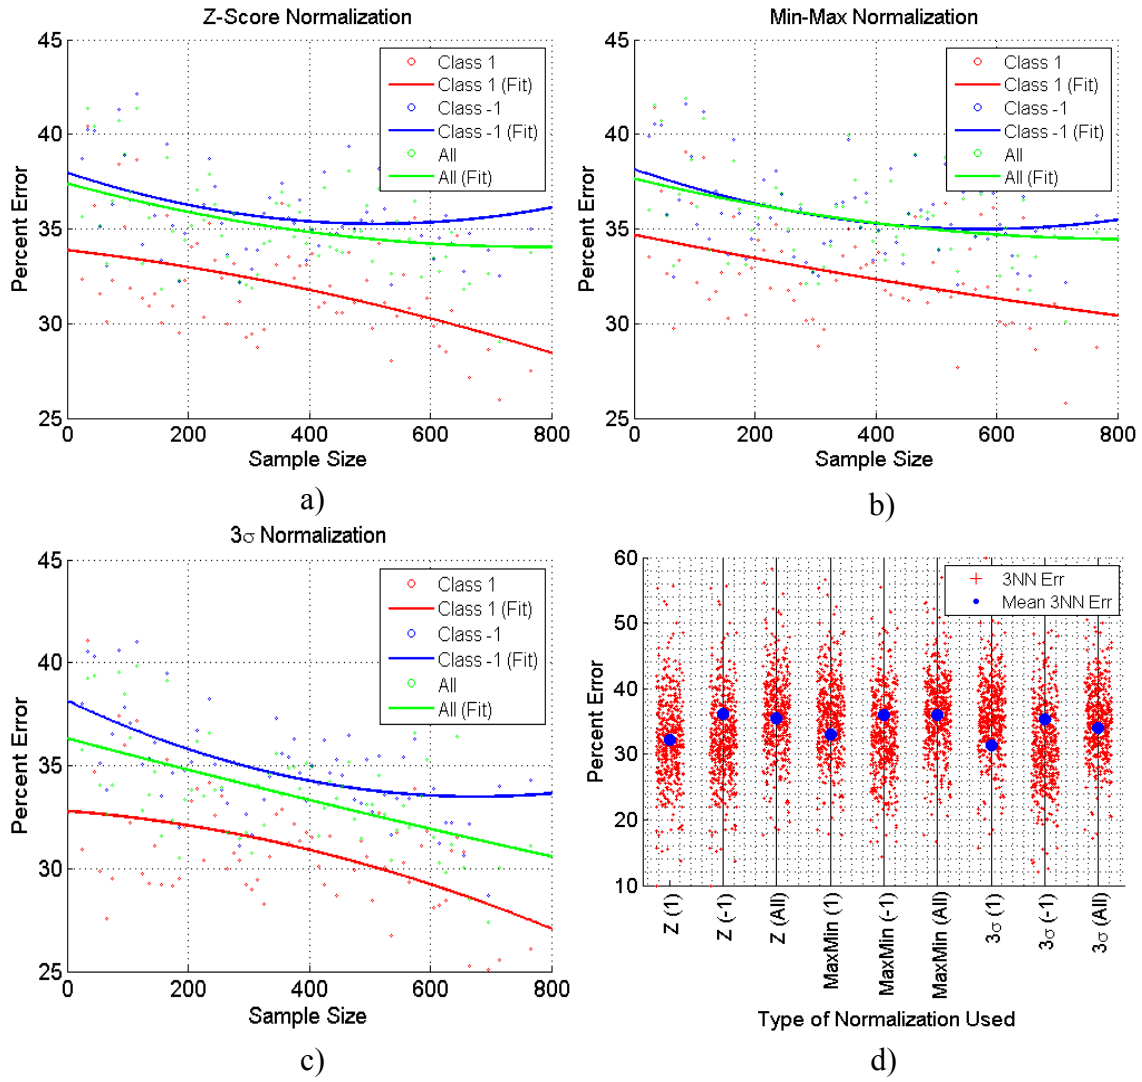 Z-Score Normalization
45
40
35
30
25
Percent Error
0
200
400
600
800
Sample Size
Class 1
Class 1 (Fit)
Class -1
Class -1 (Fit)
All
All (Fit)
a)
Min-Max Normalization
45
40
35
30
25
Percent Error
0
200
400
600
800
Sample Size
Class 1
Class 1 (Fit)
Class -1
Class -1 (Fit)
All
All (Fit)
b)
3σ Normalization
45
40
35
30
25
Percent Error
0
200
400
600
800
Sample Size
Class 1
Class 1 (Fit)
Class -1
Class -1 (Fit)
All
All (Fit)
c)
60
50
40
30
20
10
Percent Error
3NN Err
Mean 3NN Err
Z (1)
Z (-1)
Z (All)
MaxMin (1)
MaxMin (-1)
MaxMin (All)
3σ (1)
3σ (-1)
3σ (All)
Type of Normalization Used
d)